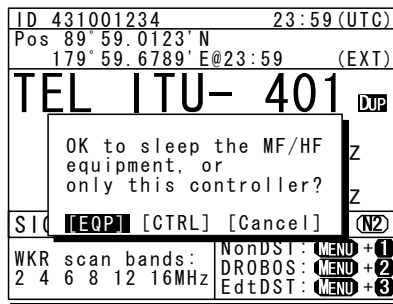 ID 431001234 23:59(UTC)
Pos 89°59.0123'N
179°59.6789'E@23:59 (EXT)
TEL ITU- 401 DUP
OK to sleep the MF/HF
equipment, or
only this controller?
Z
Z
[EQP] [CTRL] [Cancel]
SIG (N2)
WKR scan bands:
2 4 6 8 12 16MHz
NonDST: MENU +1
DROBOS: MENU +2
EdtDST: MENU +3